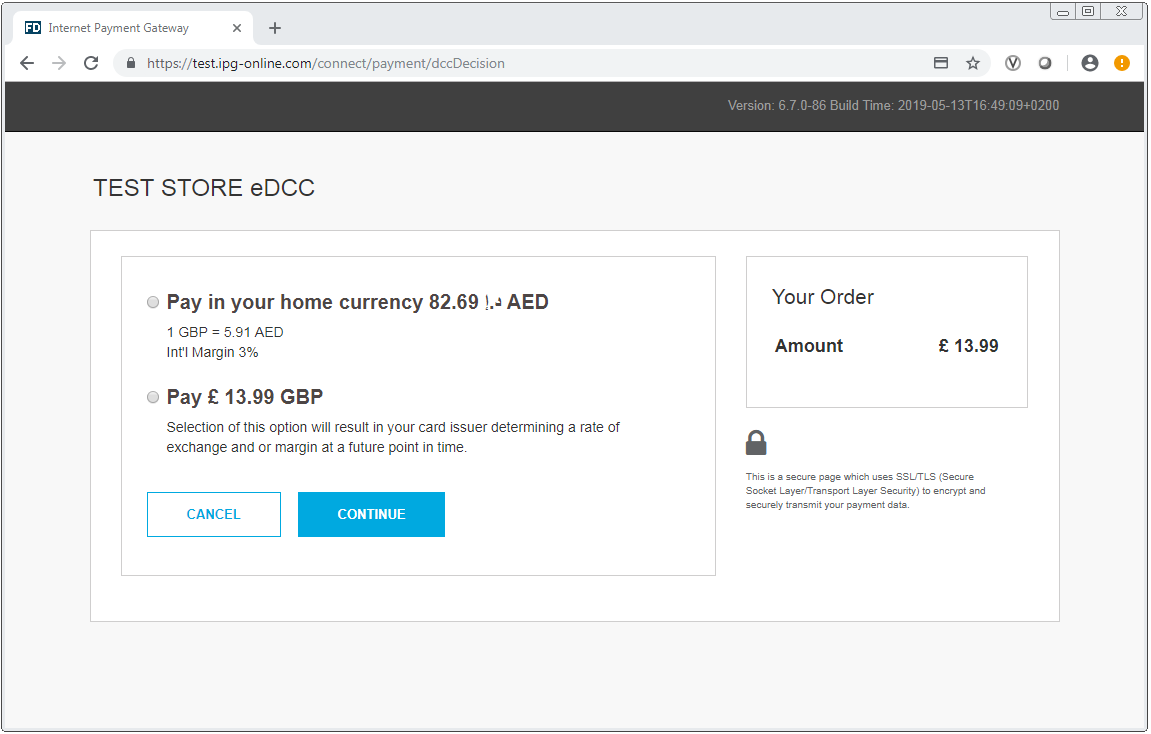 FD Internet Payment Gateway
https://test.ipg-online.com/connect/payment/dccDecision
Version: 6.7.0-86 Build Time: 2019-05-13T16:49:09+0200
TEST STORE eDCC
Pay in your home currency 82.69 د.إ AED
1 GBP = 5.91 AED
Int'l Margin 3%
Pay £ 13.99 GBP
Selection of this option will result in your card issuer determining a rate of
exchange and or margin at a future point in time.
CANCEL CONTINUE
Your Order
Amount £ 13.99
This is a secure page which uses SSL/TLS (Secure
Socket Layer/Transport Layer Security) to encrypt and
securely transmit your payment data.